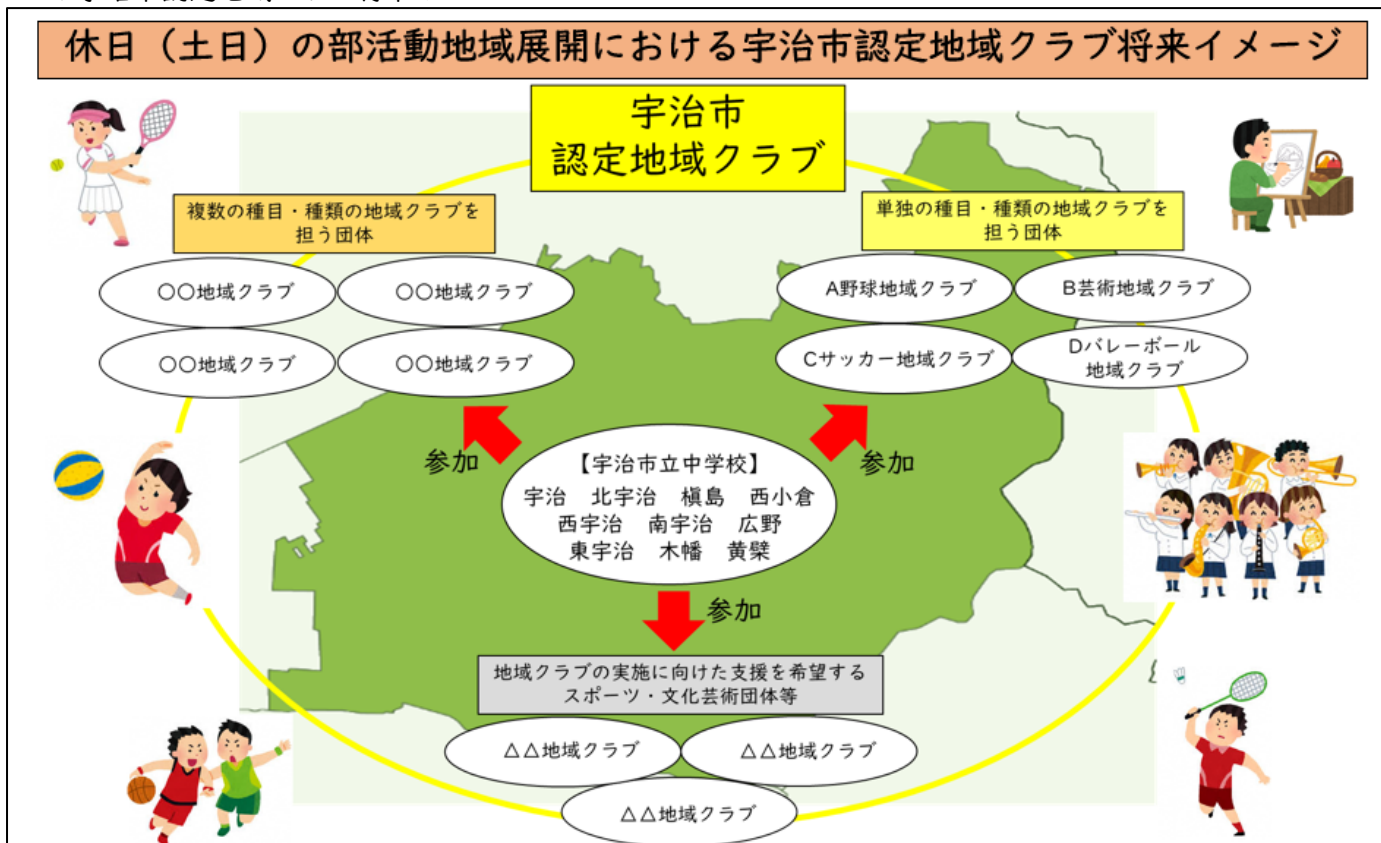 休日（土日）の部活動地域展開における宇治市認定地域クラブ将来イメージ
宇治市
認定地域クラブ
複数の種目・種類の地域クラブを
担う団体
〇〇地域クラブ
〇〇地域クラブ
〇〇地域クラブ
〇〇地域クラブ
単独の種目・種類の地域クラブを
担う団体
A野球地域クラブ
B芸術地域クラブ
Cサッカー地域クラブ
Dバレーボール
地域クラブ
参加
参加
【宇治市立中学校】
宇治　北宇治　槇島　西小倉
西宇治　南宇治　広野
東宇治　木幡　黄檗
参加
地域クラブの実施に向けた支援を希望する
スポーツ・文化芸術団体等
△△地域クラブ
△△地域クラブ
△△地域クラブ